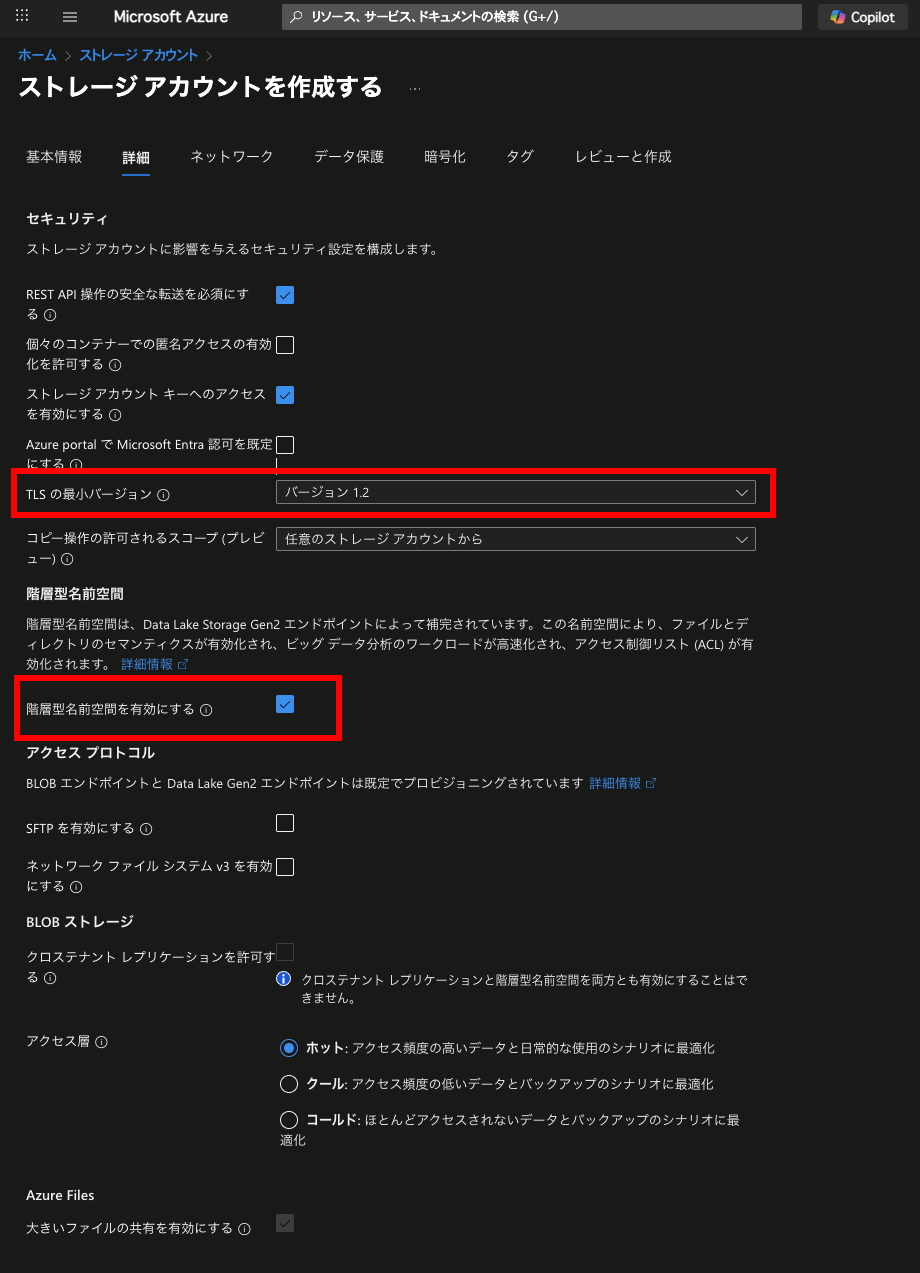 Microsoft Azure
リソース、サービス、ドキュメントの検索 (G+/)
Copilot
ホーム > ストレージ アカウント >
ストレージ アカウントを作成する ...
基本情報 詳細 ネットワーク データ保護 暗号化 タグ レビューと作成
セキュリティ
ストレージ アカウントに影響を与えるセキュリティ設定を構成します。
REST API 操作の安全な転送を必須にす
る
個々のコンテナーでの匿名アクセスの有効
化を許可する
ストレージ アカウント キーへのアクセス
を有効にする
Azure portal で Microsoft Entra 認可を既定
にする
TLS の最小バージョン
バージョン 1.2
コピー操作の許可されるスコープ (プレビ
ュー)
任意のストレージ アカウントから
階層型名前空間
階層型名前空間は、Data Lake Storage Gen2 エンドポイントによって補完されています。この名前空間により、ファイルとデ
ィレクトリのセマンティクスが有効化され、ビッグ データ分析のワークロードが高速化され、アクセス制御リスト (ACL) が有
効化されます。 詳細情報
階層型名前空間を有効にする
アクセス プロトコル
BLOB エンドポイントと Data Lake Gen2 エンドポイントは既定でプロビジョニングされています 詳細情報
SFTP を有効にする
ネットワーク ファイル システム v3 を有効
にする
BLOB ストレージ
クロステナント レプリケーションを許可す
る
クロステナント レプリケーションと階層型名前空間を両方とも有効にすることはで
きません。
アクセス層
ホット: アクセス頻度の高いデータと日常的な使用のシナリオに最適化
クール: アクセス頻度の低いデータとバックアップのシナリオに最適化
コールド: ほとんどアクセスされないデータとバックアップのシナリオに最
適化
Azure Files
大きいファイルの共有を有効にする